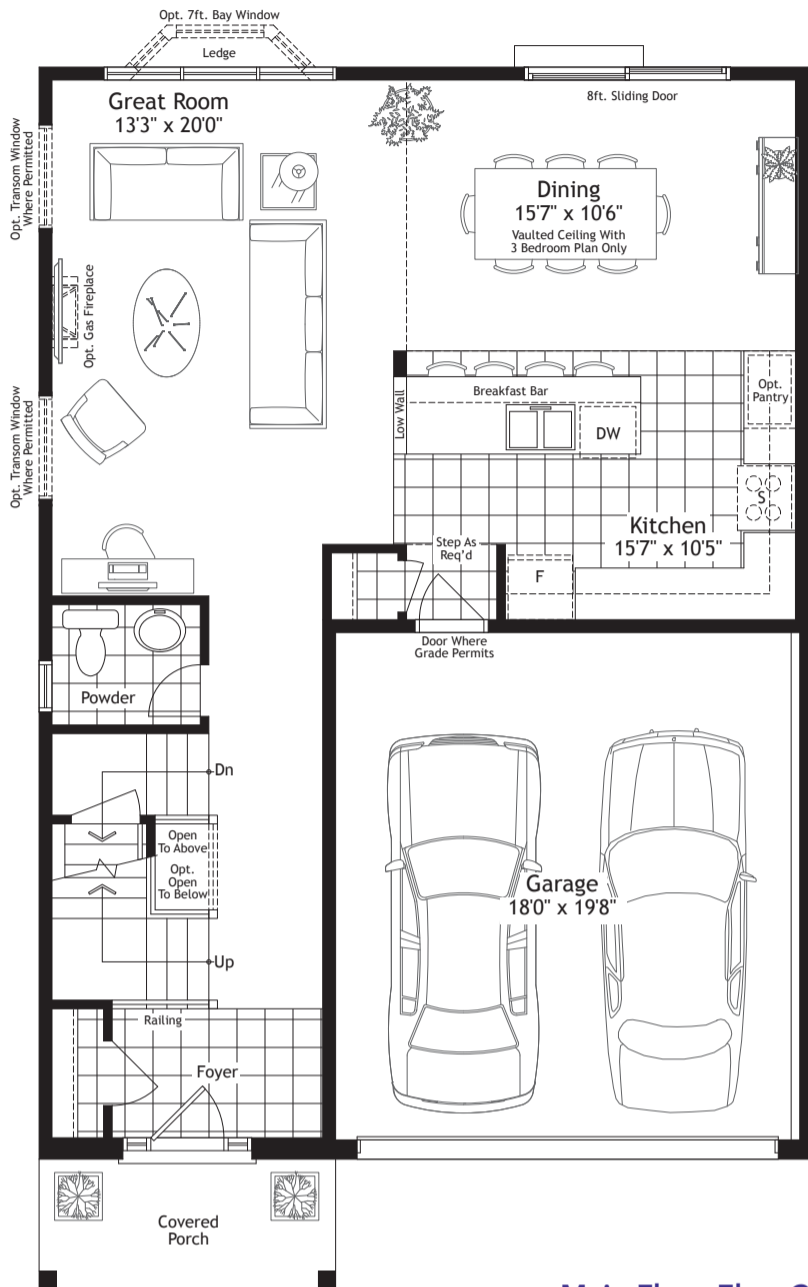 Opt. 7ft. Bay Window
Ledge
Great Room
13'3" x 20'0"
8ft. Sliding Door
Opt. Transom Window
Where Permitted
Dining
15'7" x 10'6"
Vaulted Ceiling With
3 Bedroom Plan Only
Opt. Gas Fireplace
Opt. Transom Window
Where Permitted
Low Wall
Breakfast Bar
DW
Opt.
Pantry
S
Kitchen
15'7" x 10'5"
Step As
Req'd
F
Door Where
Grade Permits
Powder
Dn
Open
To Above
Opt.
Open
To Below
Up
Garage
18'0" x 19'8"
Railing
Foyer
Covered
Porch